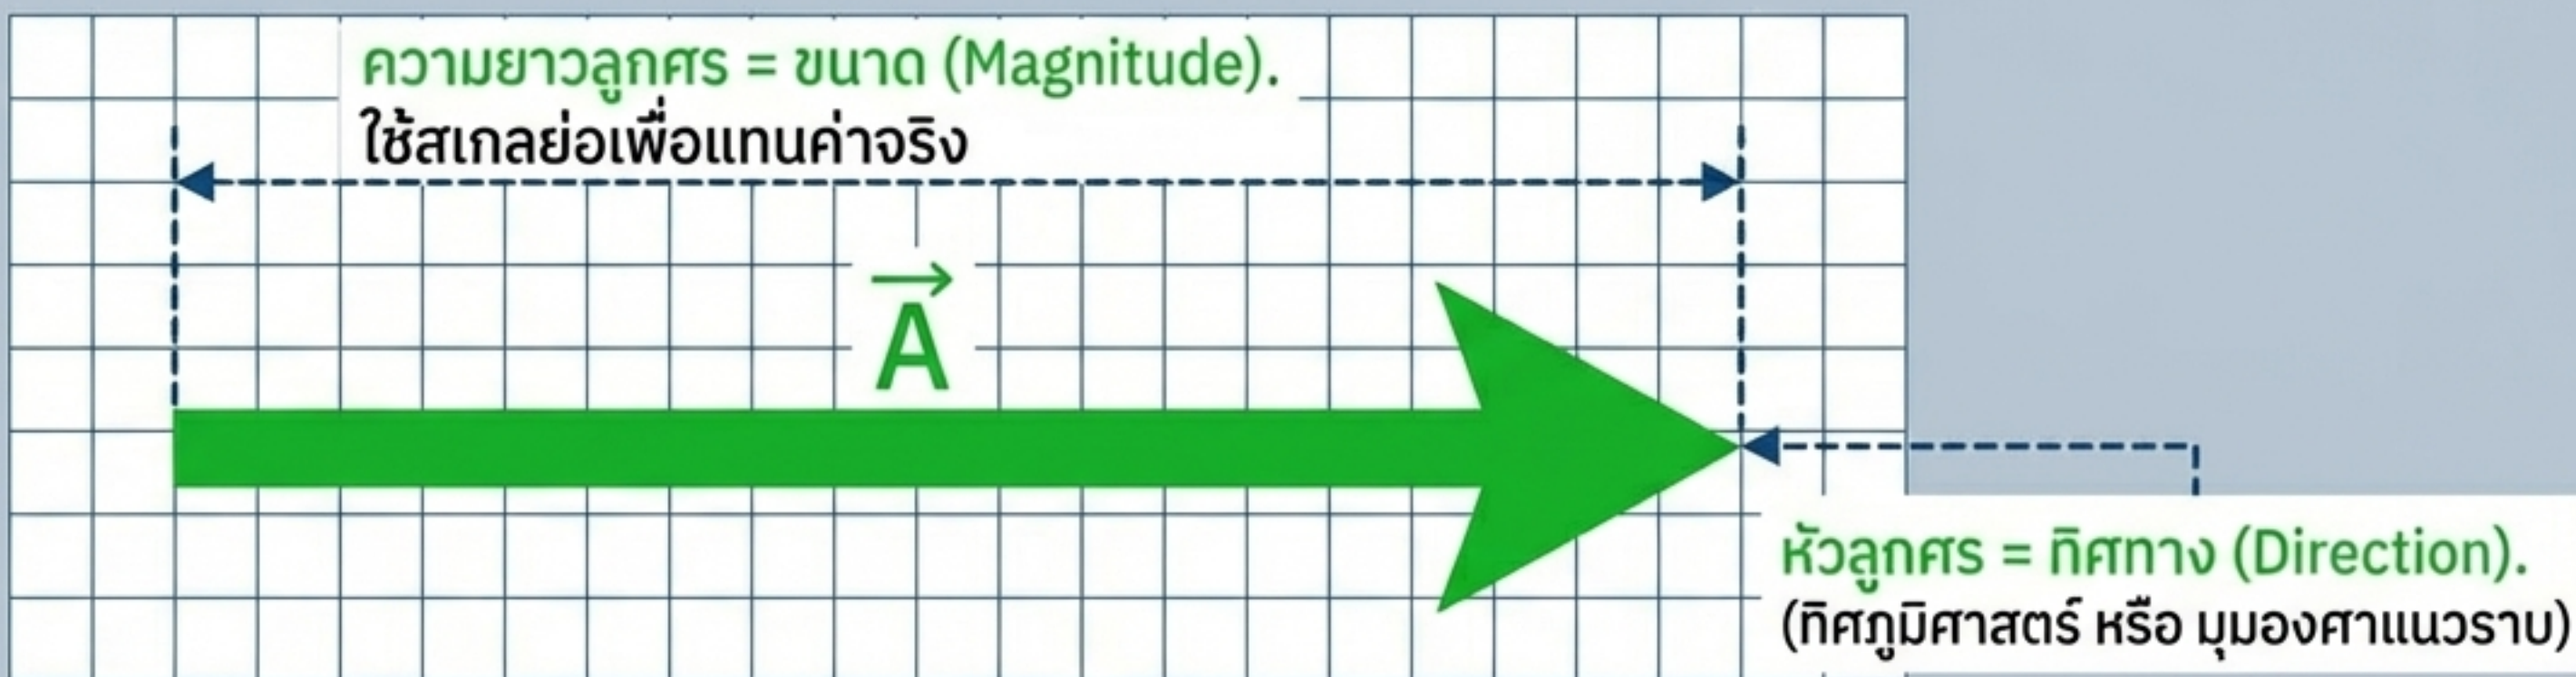 ความยาวลูกศร = ขนาด (Magnitude).
ใช้สเกลย่อเพื่อแทนค่าจริง
A
หัวลูกศร = ทิศทาง (Direction).
(ทิศภูมิศาสตร์ หรือ มุมองศาแนวราบ)